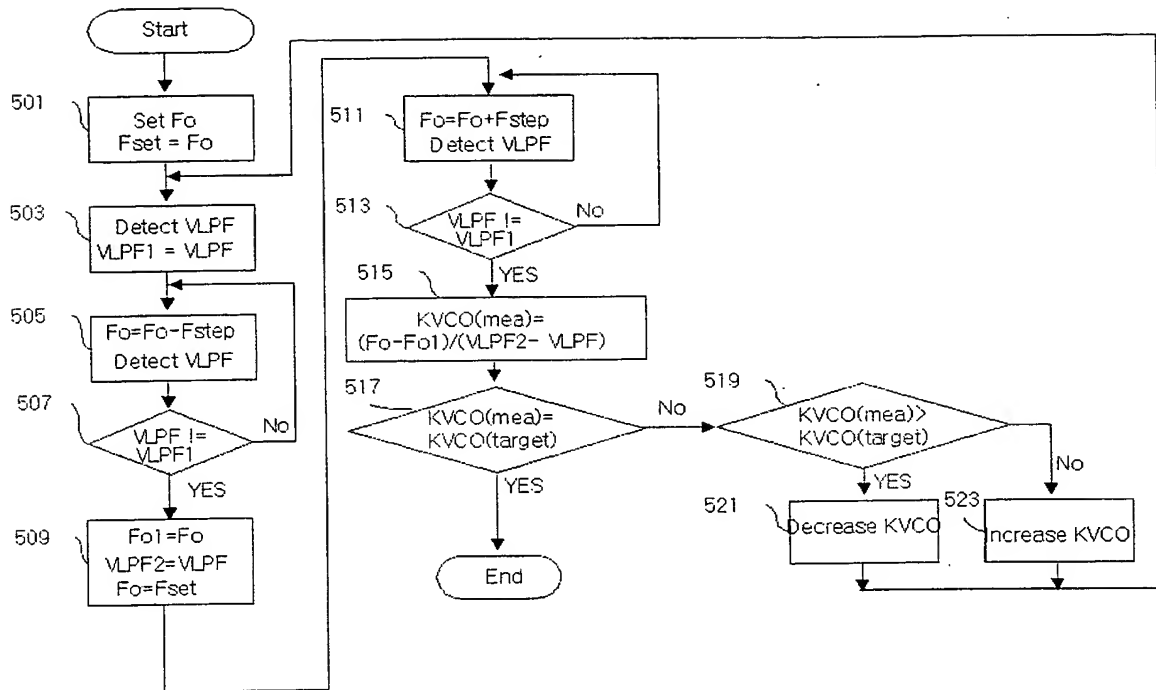 Start
501
Set Fo
Fset = Fo
503
Detect VLPF
VLPF1 = VLPF
505
Fo=Fo-Fstep
Detect VLPF
507
VLPF !=
VLPF1
No
YES
509
Fo1=Fo
VLPF2=VLPF
Fo=Fset
511
Fo=Fo+Fstep
Detect VLPF
513
VLPF !=
VLPF1
No
YES
515
KVCO(mea)=
(Fo-Fo1)/(VLPF2- VLPF)
517
KVCO(mea)=
KVCO(target)
No
YES
End
519
KVCO(mea)>
KVCO(target)
No
YES
521
Decrease KVCO
523
Increase KVCO